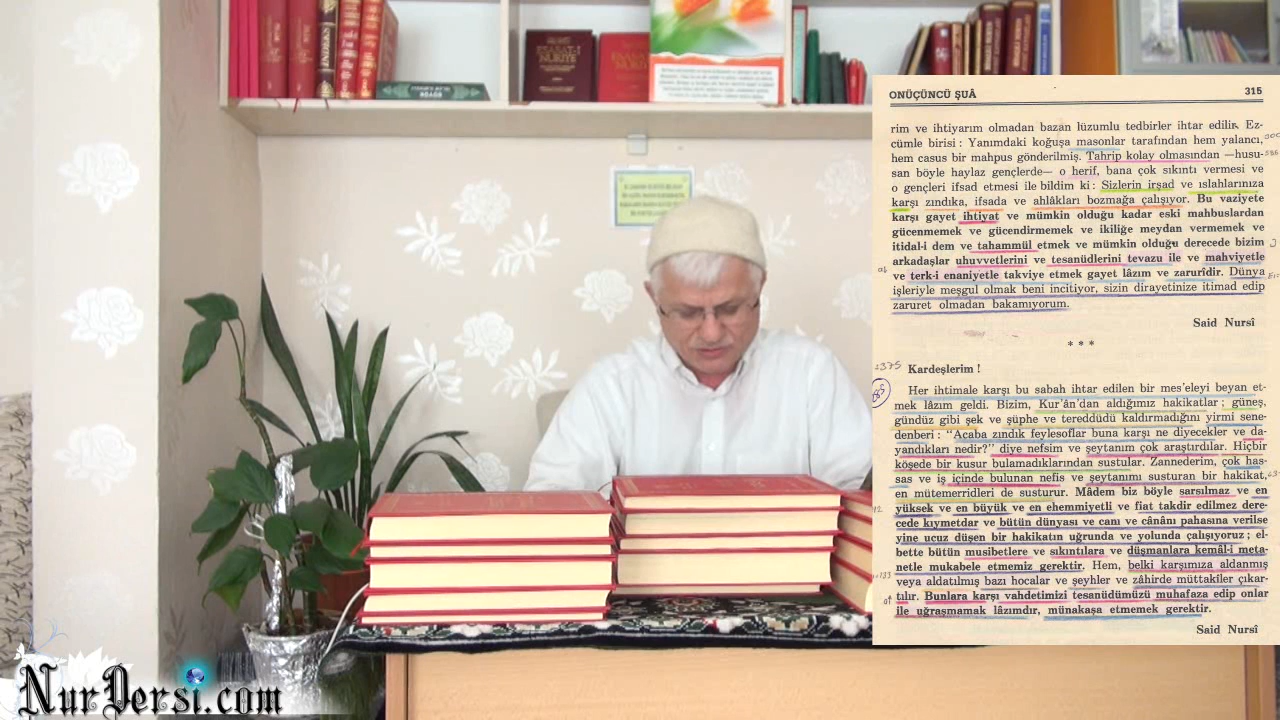 ESASAT-I
NURİYE
INDEKS
ONÜÇÜNCÜ ŞUÂ 315
rim ve ihtiyarım olmadan bazan lüzumlu tedbirler ihtar edilir. Ez-
cümle birisi : Yanımdaki koğuşa masonlar tarafından hem yalancı,
hem casus bir mahpus gönderilmiş. Tahrip kolay olmasından —husu-
san böyle haylaz gençlerde— o herif, bana çok sıkıntı vermesi ve
o gençleri ifsad etmesi ile bildim ki : Sizlerin irşad ve ıslahlarınıza
karşı zındıka, ifsada ve ahlâkları bozmağa çalışıyor. Bu vaziyete
karşı gayet ihtiyat ve mümkin olduğu kadar eski mahbuslardan
gücenmemek ve gücendirmemek ve ikiliğe meydan vermemek ve
itidal-i dem ve tahammül etmek ve mümkin olduğu derecede bizim
arkadaşlar uhuvvetlerini ve tesanüdlerini tevazu ile ve mahviyetle
ve terk-i enaniyetle takviye etmek gayet lâzım ve zarurîdir. Dünya
işleriyle meşgul olmak beni incitiyor, sizin dirayetinize itimad edip
zaruret olmadan bakamıyorum.
Said Nursî
* * *
Kardeşlerim !
Her ihtimale karşı bu sabah ihtar edilen bir mes'eleyi beyan et-
mek lâzım geldi. Bizim, Kur'ân'dan aldığımız hakikatlar ; güneş,
gündüz gibi şek ve şüphe ve tereddüdü kaldırmadığını yirmi sene-
denberi : "Acaba zındık feylesoflar buna karşı ne diyecekler ve da-
yandıkları nedir?" diye nefsim ve şeytanım çok araştırdılar. Hiçbir
köşede bir kusur bulamadıklarından sustular. Zannederim, çok has-
sas ve iş içinde bulunan nefis ve şeytanımı susturan bir hakikat,
en mütemerridleri de susturur. Mâdem biz böyle sarsılmaz ve en
yüksek ve en büyük ve en ehemmiyetli ve fiat takdir edilmez dere-
cede kıymetdar ve bütün dünyası ve canı ve cânânı pahasına verilse
yine ucuz düşen bir hakikatın uğrunda ve yolunda çalışıyoruz ; el-
bette bütün musibetlere ve sıkıntılara ve düşmanlara kemâl-i meta-
netle mukabele etmemiz gerektir. Hem, belki karşımıza aldanmış
veya aldatılmış bazı hocalar ve şeyhler ve zâhirde müttakiler çıkar-
tılır. Bunlara karşı vahdetimizi tesanüdümüzü muhafaza edip onlar
ile uğraşmamak lâzımdır, münakaşa etmemek gerektir.
Said Nursî
NurDersi.com